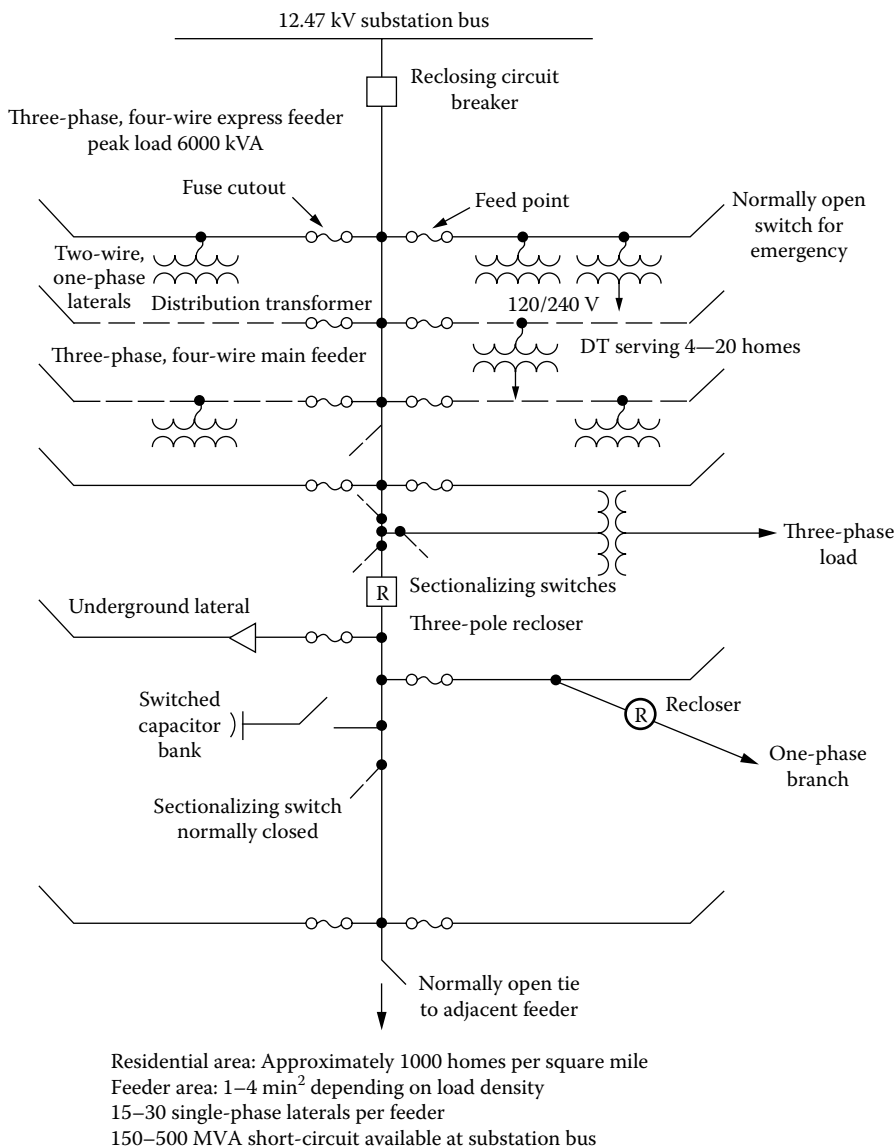 12.47 kV substation bus
Reclosing circuit
breaker
Three-phase, four-wire express feeder
peak load 6000 kVA
Fuse cutout
Feed point
Normally open
switch for
emergency
Two-wire,
one-phase
laterals
Distribution transformer
120/240 V
Three-phase, four-wire main feeder
DT serving 4—20 homes
Three-phase
load
R
Sectionalizing switches
Underground lateral
Three-pole recloser
Switched
capacitor
bank
R
Recloser
One-phase
branch
Sectionalizing switch
normally closed
Normally open tie
to adjacent feeder
Residential area: Approximately 1000 homes per square mile
Feeder area: 1–4 min² depending on load density
15–30 single-phase laterals per feeder
150–500 MVA short-circuit available at substation bus